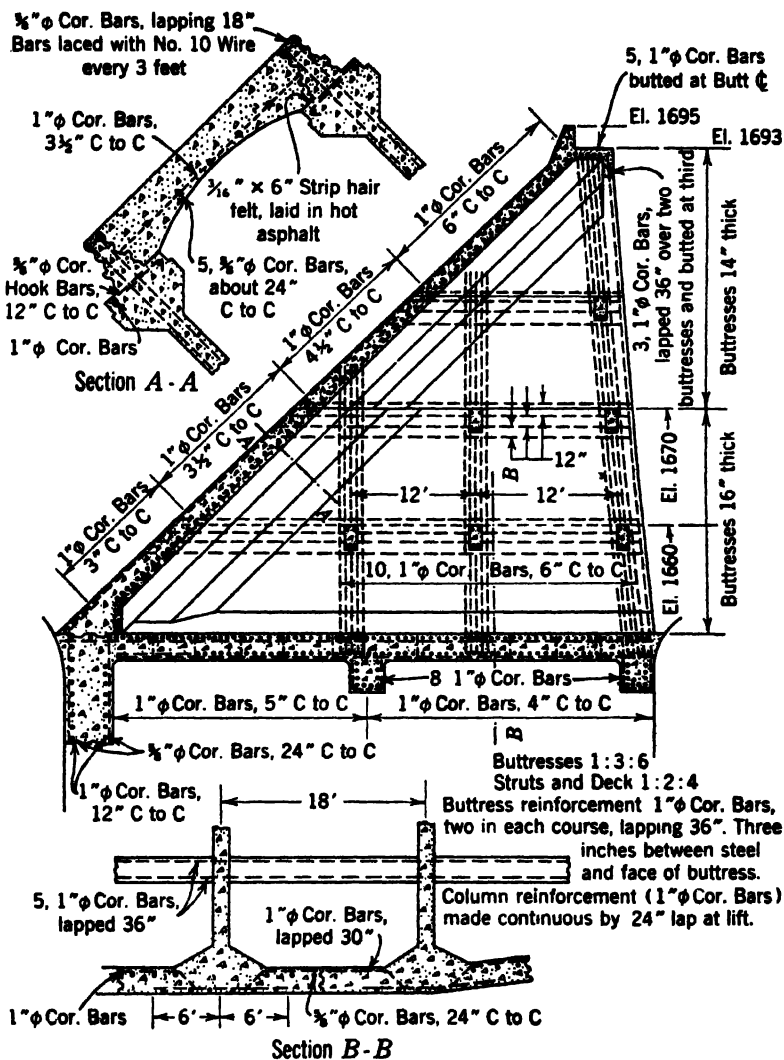 ⅝"φ Cor. Bars, lapping 18"
Bars laced with No. 10 Wire
every 3 feet
1"φ Cor. Bars,
3½" C to C
3/16" × 6" Strip hair
felt, laid in hot
asphalt
⅝"φ Cor.
Hook Bars,
12" C to C
5, ⅝"φ Cor. Bars,
about 24"
C to C
1"φ Cor. Bars
Section A-A
5, 1"φ Cor. Bars
butted at Butt ℄
El. 1695
El. 1693
1"φ Cor. Bars
6" C to C
1"φ Cor. Bars
4½" C to C
1"φ Cor. Bars
3½" C to C
1"φ Cor. Bars
3" C to C
A
A
3, 1"φ Cor. Bars,
lapped 36" over two
buttresses and butted at third
Buttresses 14" thick
B
12"
12'
12'
El. 1670
El. 1660
Buttresses 16" thick
10, 1"φ Cor. Bars, 6" C to C
8 1"φ Cor. Bars
1"φ Cor. Bars, 5" C to C
1"φ Cor. Bars, 4" C to C
⅝"φ Cor. Bars, 24" C to C
1"φ Cor. Bars,
12" C to C
B
Buttresses 1:3:6
Struts and Deck 1:2:4
Buttress reinforcement 1"φ Cor. Bars,
two in each course, lapping 36". Three
inches between steel
and face of buttress.
Column reinforcement (1"φ Cor. Bars)
made continuous by 24" lap at lift.
18'
5, 1"φ Cor. Bars,
lapped 36"
1"φ Cor. Bars,
lapped 30"
1"φ Cor. Bars
6'
6'
⅝"φ Cor. Bars, 24" C to C
Section B-B